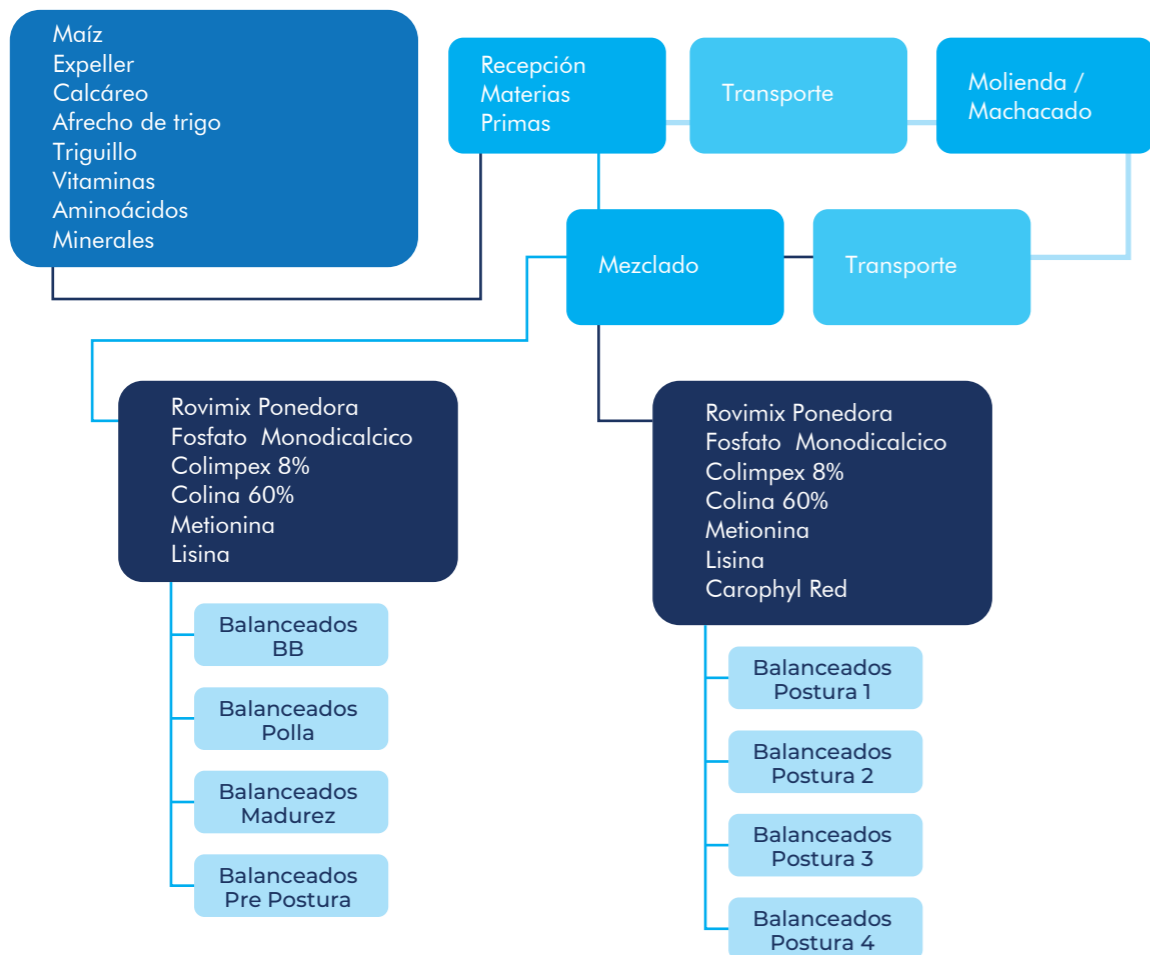 Maíz
Expeller
Calcáreo
Afrecho de trigo
Triguillo
Vitaminas
Aminoácidos
Minerales
Recepción
Materias
Primas
Transporte
Molienda /
Machacado
Mezclado
Transporte
Rovimix Ponedora
Fosfato Monodicalcico
Colimpex 8%
Colina 60%
Metionina
Lisina
Balanceados
BB
Balanceados
Polla
Balanceados
Madurez
Balanceados
Pre Postura
Rovimix Ponedora
Fosfato Monodicalcico
Colimpex 8%
Colina 60%
Metionina
Lisina
Carophyl Red
Balanceados
Postura 1
Balanceados
Postura 2
Balanceados
Postura 3
Balanceados
Postura 4